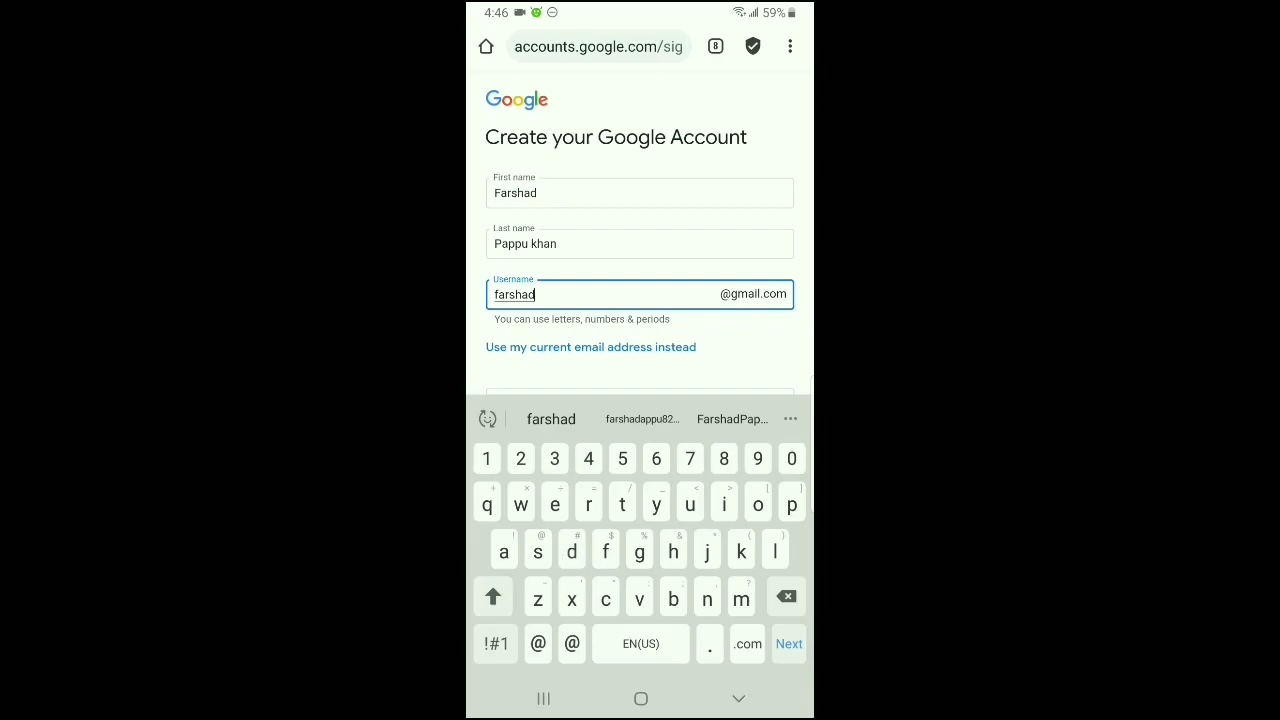 4:46 59%
accounts.google.com/sig 8
Google
Create your Google Account
First name
Farshad
Last name
Pappu khan
Username
farshad @gmail.com
You can use letters, numbers & periods
Use my current email address instead
farshad farshadappu82... FarshadPap... ...
1 2 3 4 5 6 7 8 9 0
+ × ÷ = / _ < > [ ]
q w e r t y u i o p
! @ # $ % & * ( )
a s d f g h j k l
- ' " : ; , ?
z x c v b n m
!#1 @ @ EN(US) . .com Next